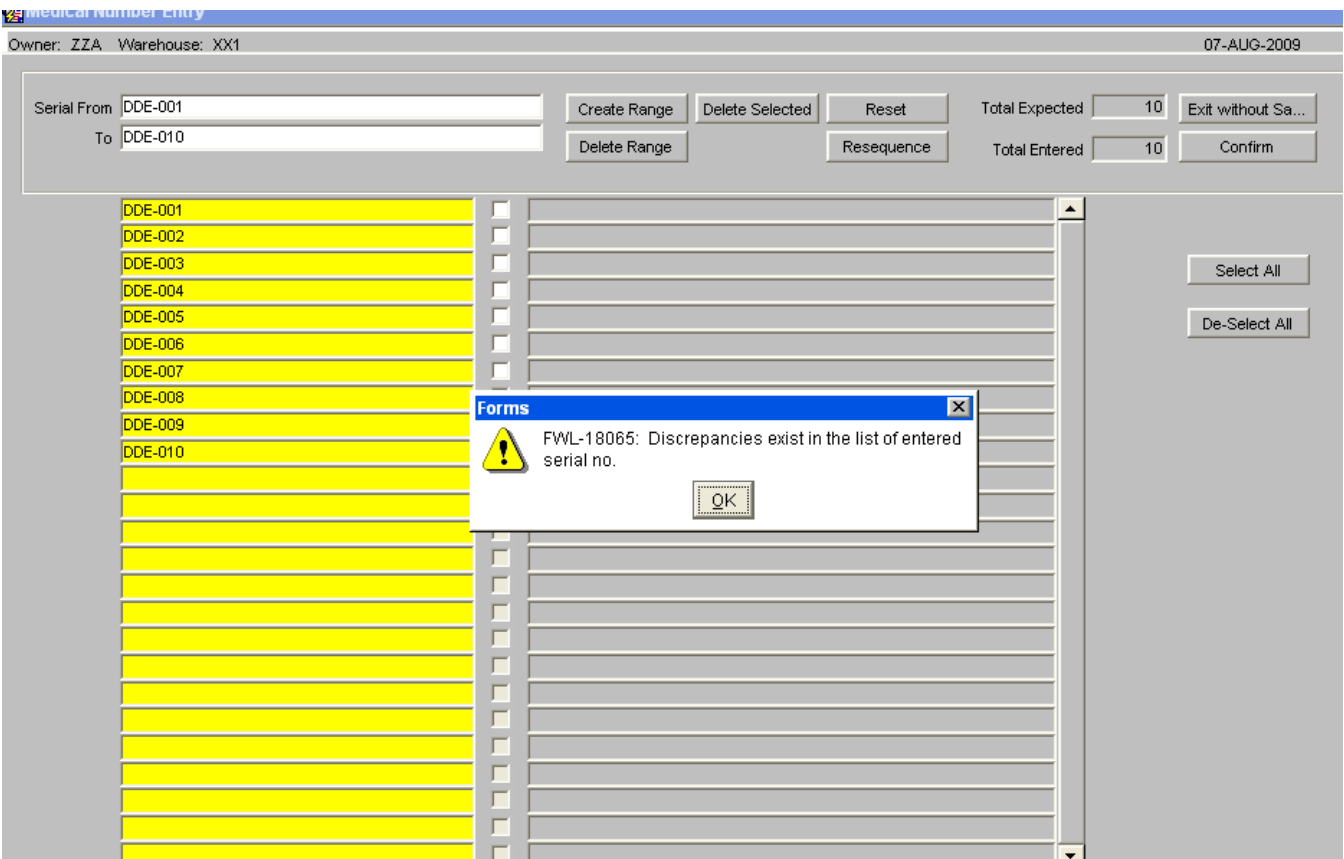 Medical Number Entry
Owner: ZZA Warehouse: XX1 07-AUG-2009
Serial From DDE-001 Create Range Delete Selected Reset Total Expected 10 Exit without Sa...
To DDE-010 Delete Range Resequence Total Entered 10 Confirm
DDE-001
DDE-002
DDE-003
Select All
DDE-004
DDE-005
De-Select All
DDE-006
DDE-007
DDE-008
DDE-009
DDE-010
Forms
FWL-18065: Discrepancies exist in the list of entered
serial no.
OK